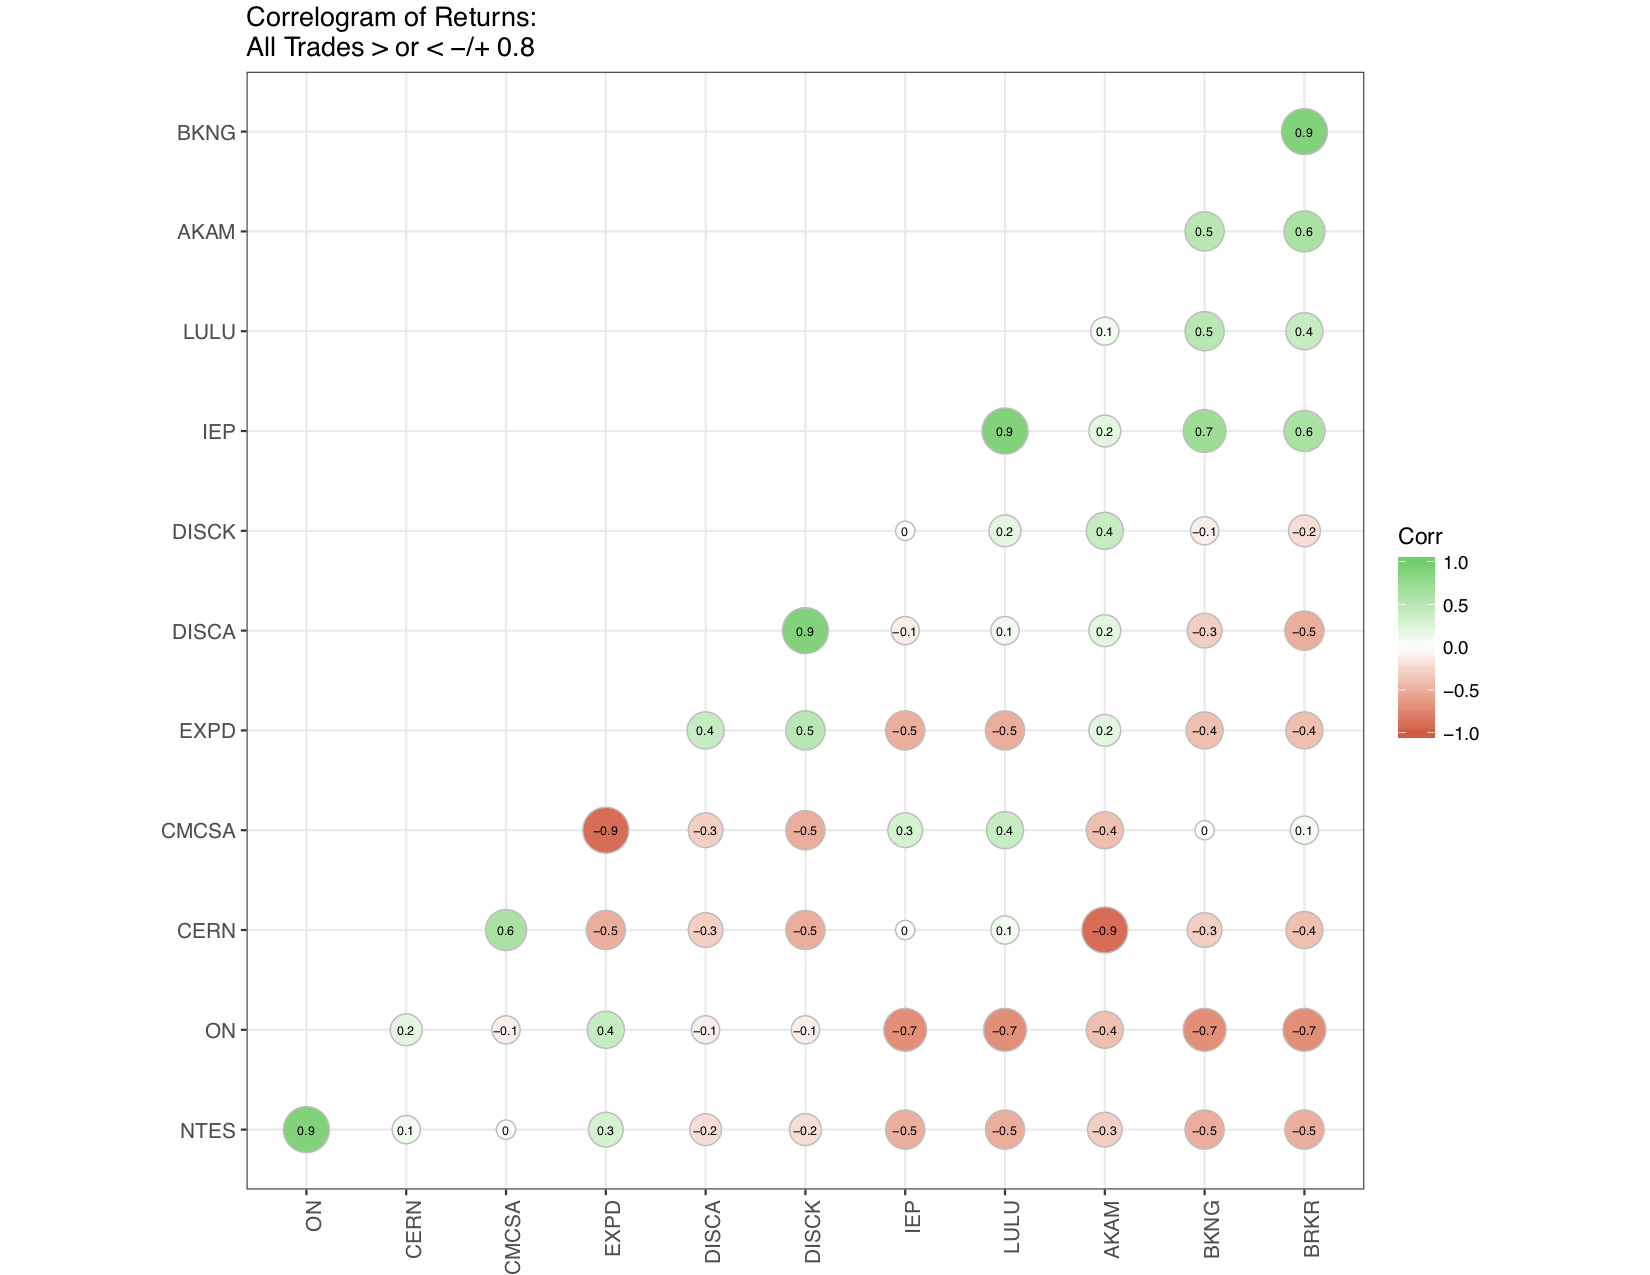 Correlogram of Returns:
All Trades > or < −/+ 0.8
BKNG 0.9
AKAM 0.5 0.6
LULU 0.1 0.5 0.4
IEP 0.9 0.2 0.7 0.6
DISCK 0 0.2 0.4 −0.1 −0.2
DISCA 0.9 −0.1 0.1 0.2 −0.3 −0.5
EXPD 0.4 0.5 −0.5 −0.5 0.2 −0.4 −0.4
CMCSA −0.9 −0.3 −0.5 0.3 0.4 −0.4 0 0.1
CERN 0.6 −0.5 −0.3 −0.5 0 0.1 −0.9 −0.3 −0.4
ON 0.2 −0.1 0.4 −0.1 −0.1 −0.7 −0.7 −0.4 −0.7 −0.7
NTES 0.9 0.1 0 0.3 −0.2 −0.2 −0.5 −0.5 −0.3 −0.5 −0.5
ON CERN CMCSA EXPD DISCA DISCK IEP LULU AKAM BKNG BRKR
Corr
1.0
0.5
0.0
−0.5
−1.0